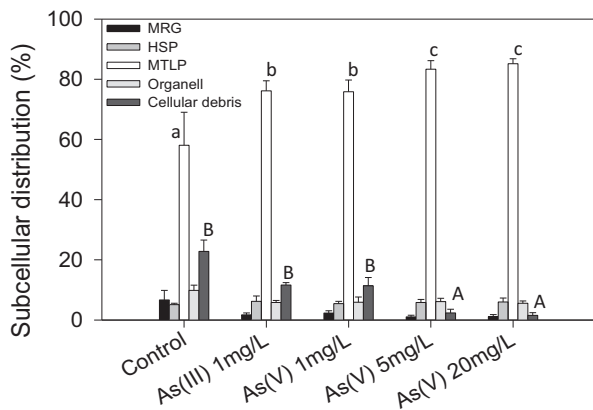 100
80
60
40
20
0
Subcellular distribution (%)
MRG
HSP
MTLP
Organell
Cellular debris
a
B
b
B
b
B
c
A
c
A
Control
As(III) 1mg/L
As(V) 1mg/L
As(V) 5mg/L
As(V) 20mg/L